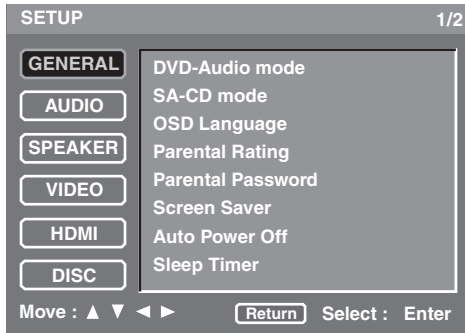 SETUP 1/2
GENERAL
AUDIO
SPEAKER
VIDEO
HDMI
DISC
DVD-Audio mode
SA-CD mode
OSD Language
Parental Rating
Parental Password
Screen Saver
Auto Power Off
Sleep Timer
Move : ▲ ▼ ◄ ► Return Select : Enter